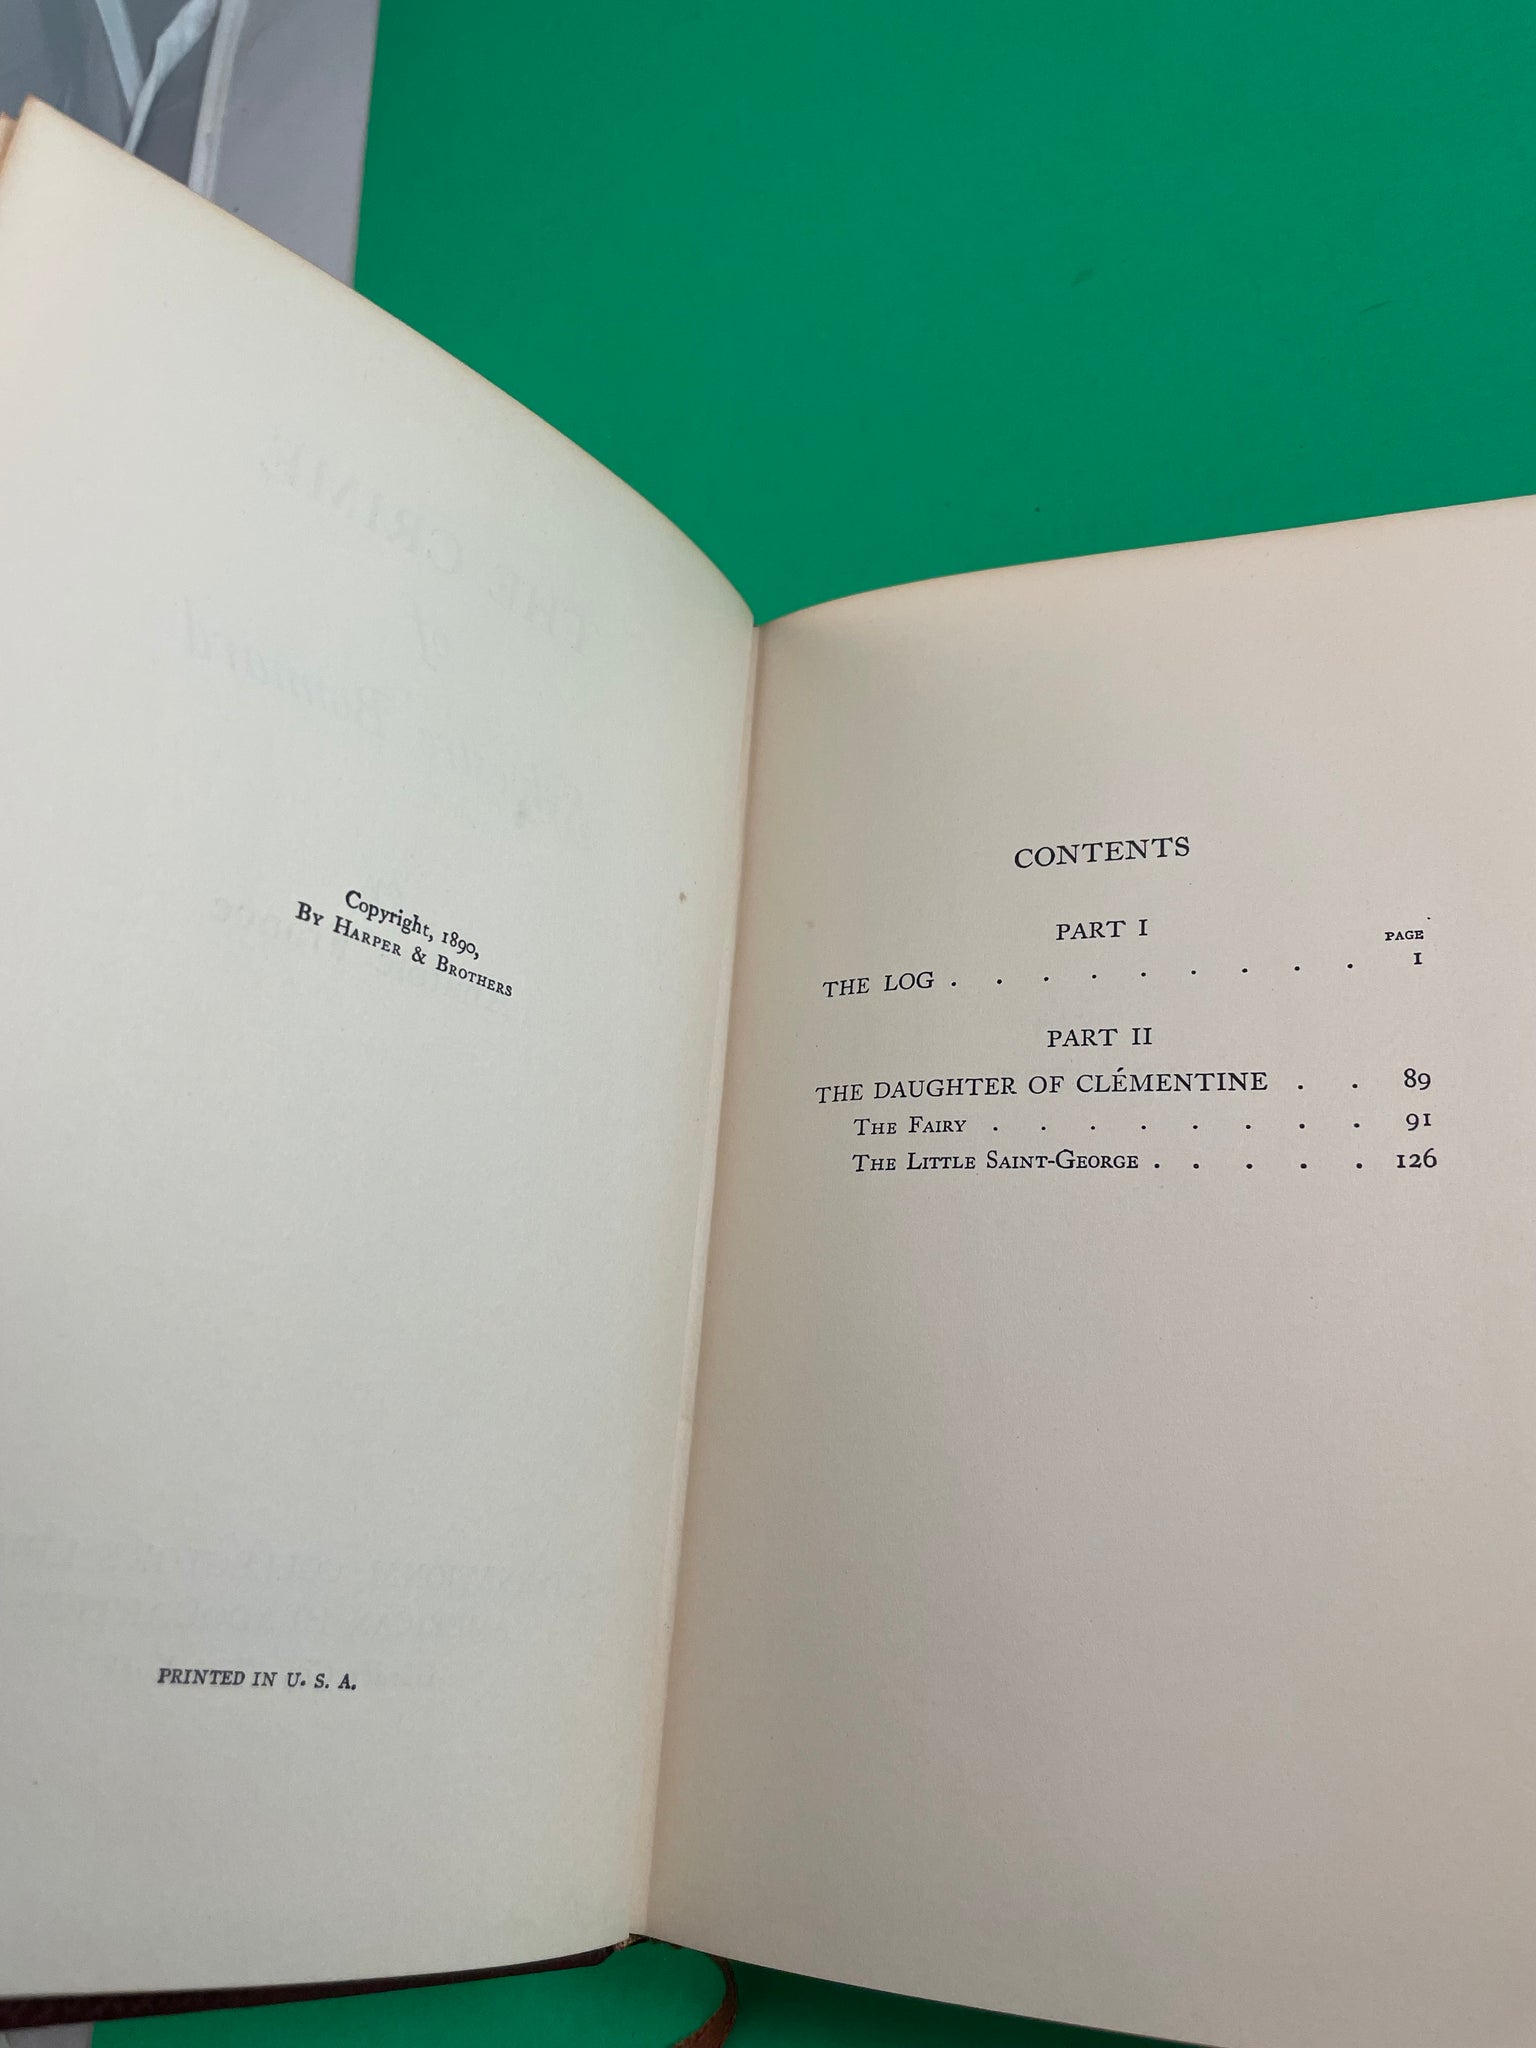 Copyright, 1890,
By Harper & Brothers
PRINTED IN U. S. A.
CONTENTS
PART I
PAGE
THE LOG . . . . . . . . . 1
PART II
THE DAUGHTER OF CLÉMENTINE . . 89
The Fairy . . . . . . . . 91
The Little Saint-George . . . . . 126